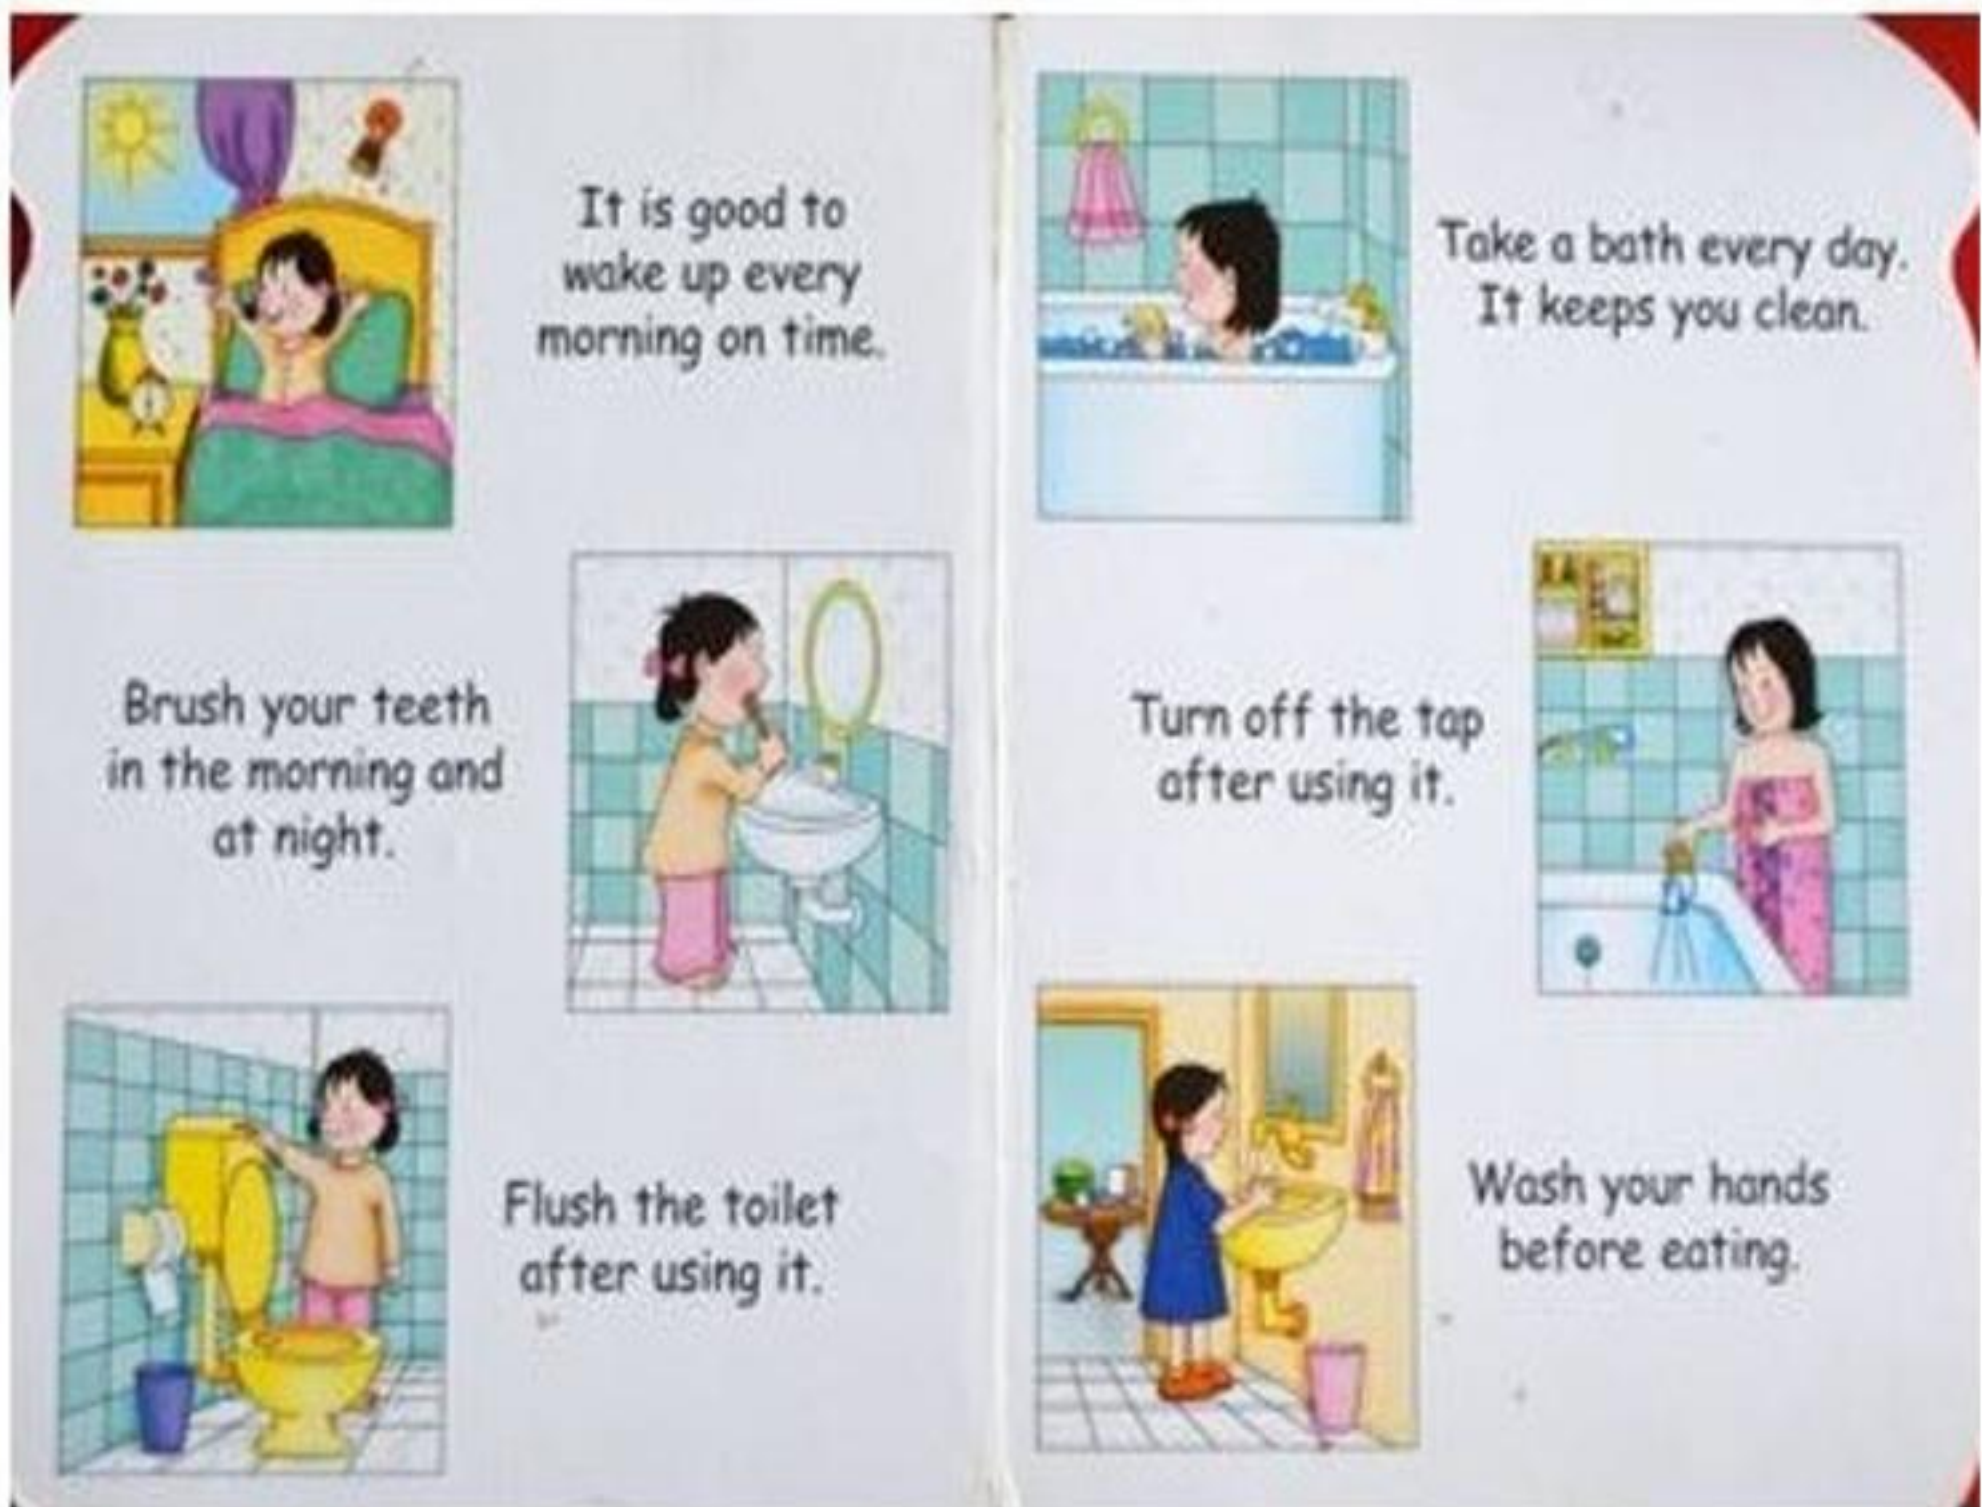 It is good to
wake up every
morning on time.
Brush your teeth
in the morning and
at night.
Flush the toilet
after using it.
Take a bath every day.
It keeps you clean.
Turn off the tap
after using it.
Wash your hands
before eating.